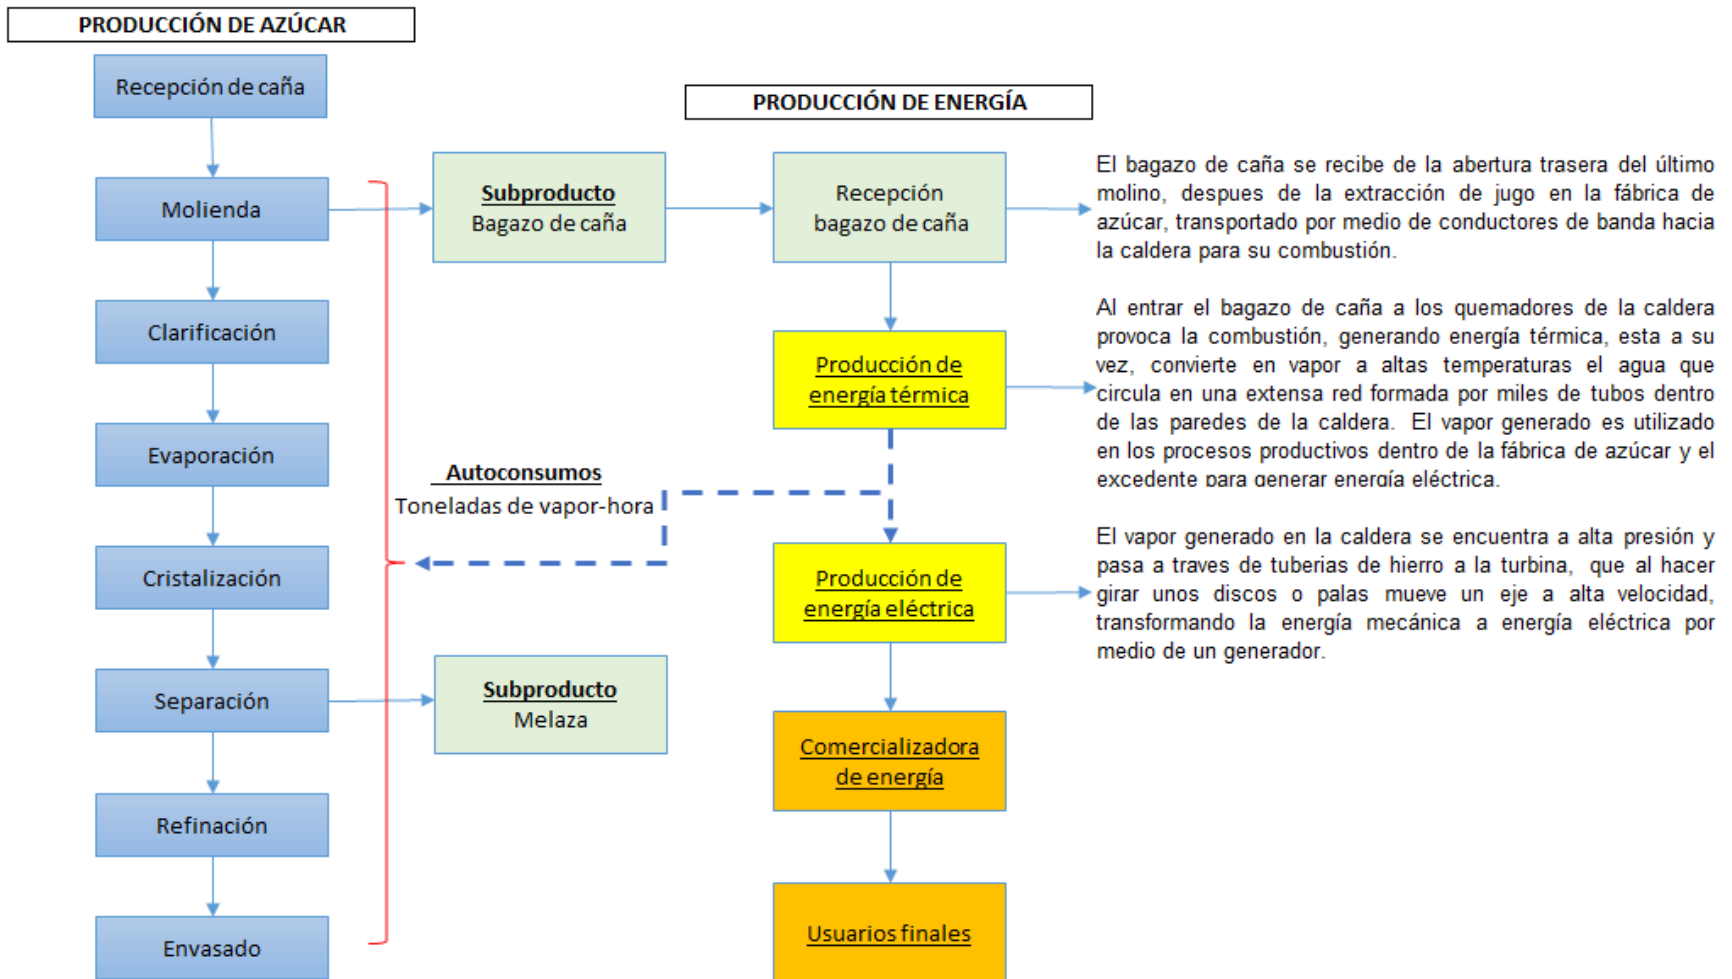 PRODUCCIÓN DE AZÚCAR
Recepción de caña
Molienda
Clarificación
Evaporación
Cristalización
Separación
Refinación
Envasado
Subproducto
Bagazo de caña
Autoconsumos
Toneladas de vapor-hora
Subproducto
Melaza
PRODUCCIÓN DE ENERGÍA
Recepción
bagazo de caña
Producción de
energía térmica
Producción de
energía eléctrica
Comercializadora
de energía
Usuarios finales
El bagazo de caña se recibe de la abertura trasera del último
molino, despues de la extracción de jugo en la fábrica de
azúcar, transportado por medio de conductores de banda hacia
la caldera para su combustión.
Al entrar el bagazo de caña a los quemadores de la caldera
provoca la combustión, generando energía térmica, esta a su
vez, convierte en vapor a altas temperaturas el agua que
circula en una extensa red formada por miles de tubos dentro
de las paredes de la caldera. El vapor generado es utilizado
en los procesos productivos dentro de la fábrica de azúcar y el
excedente para generar energía eléctrica.
El vapor generado en la caldera se encuentra a alta presión y
pasa a traves de tuberias de hierro a la turbina, que al hacer
girar unos discos o palas mueve un eje a alta velocidad,
transformando la energía mecánica a energía eléctrica por
medio de un generador.